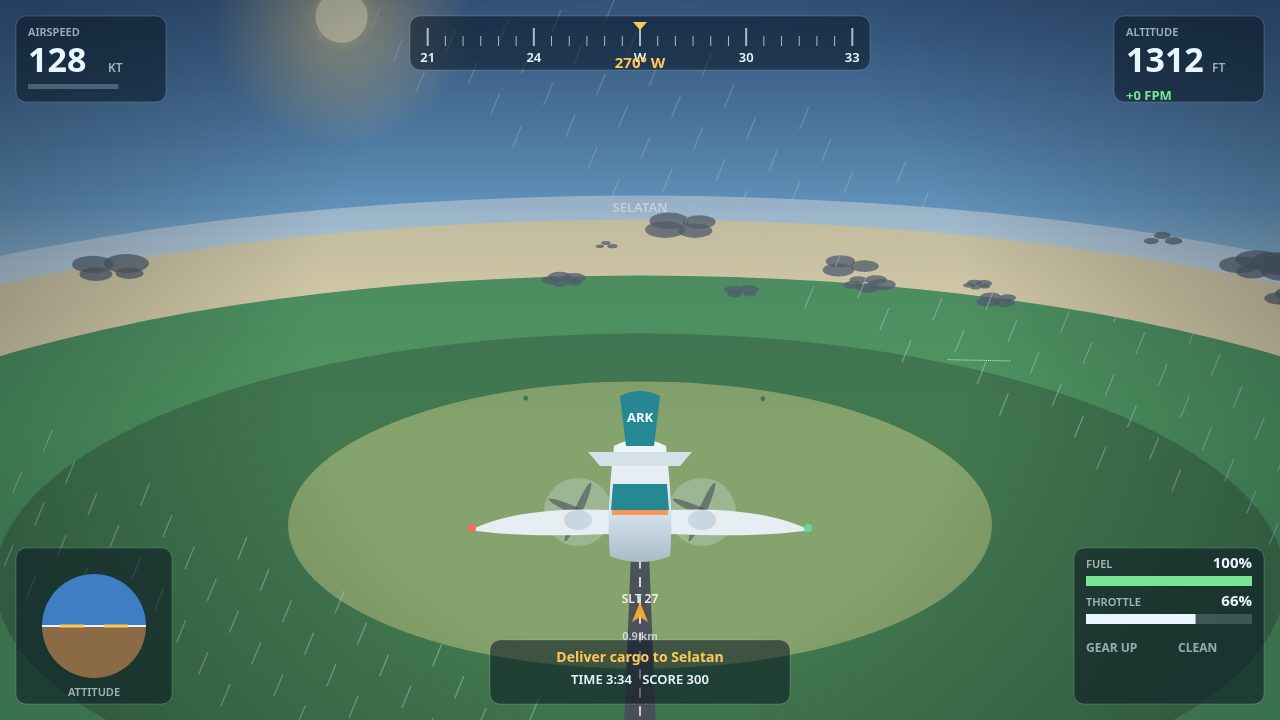 AIRSPEED
128 KT
21 24 W 30 33
270° W
ALTITUDE
1312 FT
+0 FPM
SELATAN
ARK
SLT 27
0.9 km
Deliver cargo to Selatan
TIME 3:34 SCORE 300
ATTITUDE
FUEL 100%
THROTTLE 66%
GEAR UP CLEAN